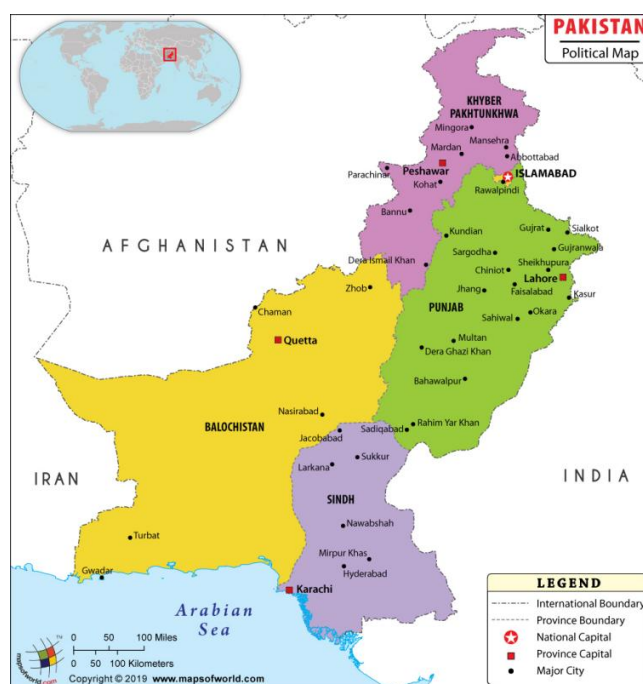 PAKISTAN
Political Map
KHYBER
PAKHTUNKHWA
Mingora
Mansehra
Mardan
Abbottabad
Parachinar
Peshawar
ISLAMABAD
Kohat
Rawalpindi
Bannu
AFGHANISTAN
Kundian
Gujrat
Sialkot
Sargodha
Gujranwala
Dera Ismail Khan
Chiniot
Sheikhupura
Zhob
Lahore
Jhang
Faisalabad
Kasur
PUNJAB
Chaman
Sahiwal
Okara
Quetta
Multan
Dera Ghazi Khan
Bahawalpur
Nasirabad
BALOCHISTAN
Rahim Yar Khan
Sadiqabad
Jacobabad
Sukkur
Larkana
IRAN
INDIA
SINDH
Nawabshah
Turbat
Mirpur Khas
Gwadar
Hyderabad
Karachi
Arabian
Sea
LEGEND
International Boundary
Province Boundary
National Capital
Province Capital
Major City
0 50 100 Miles
0 50 100 Kilometers
mapsofworld.com
Copyright © 2019 www.mapsofworld.com